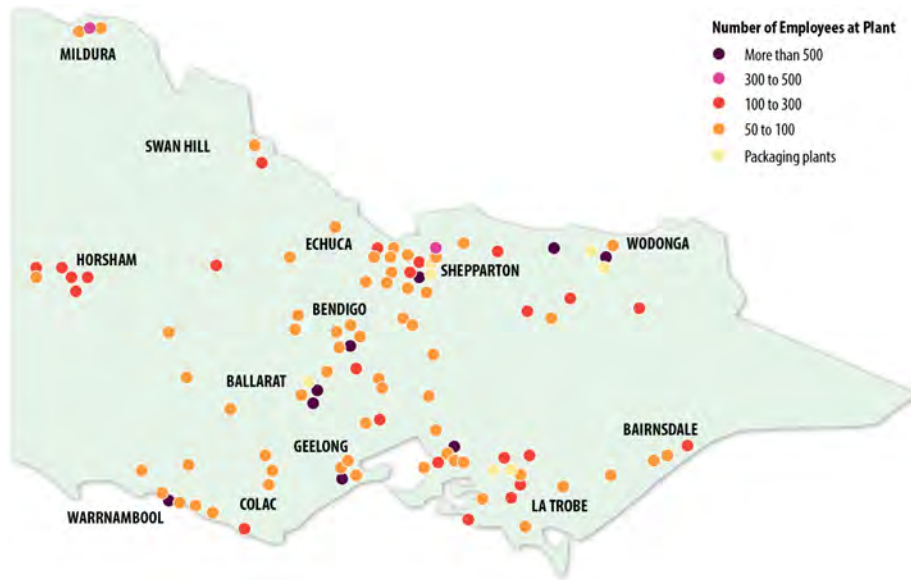 Number of Employees at Plant
More than 500
300 to 500
100 to 300
50 to 100
Packaging plants
MILDURA
SWAN HILL
ECHUCA
WODONGA
HORSHAM
SHEPPARTON
BENDIGO
BALLARAT
GEELONG
BAIRNSDALE
COLAC
LA TROBE
WARRNAMBOOL